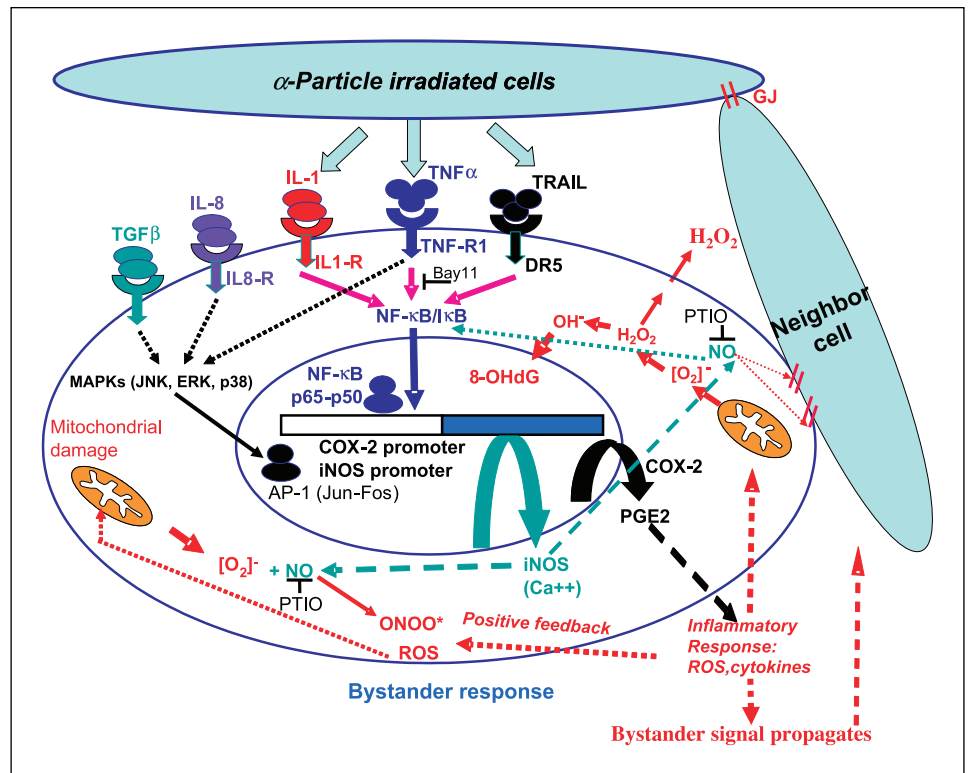 α-Particle irradiated cells
GJ
IL-1
TNFα
TRAIL
IL-8
TGFβ
TNF-R1
H₂O₂
IL1-R
DR5
IL8-R
Bay11
Neighbor
cell
NF-κB/IκB
OH⁻
H₂O₂
PTIO
NO
8-OHdG
[O₂]·⁻
NF-κB
p65-p50
MAPKs (JNK, ERK, p38)
Mitochondrial
damage
COX-2 promoter
iNOS promoter
AP-1 (Jun-Fos)
COX-2
PGE2
[O₂]·⁻
+ NO
iNOS
(Ca++)
PTIO
ONOO*
Positive feedback
ROS
Inflammatory
Response:
ROS,cytokines
Bystander response
Bystander signal propagates